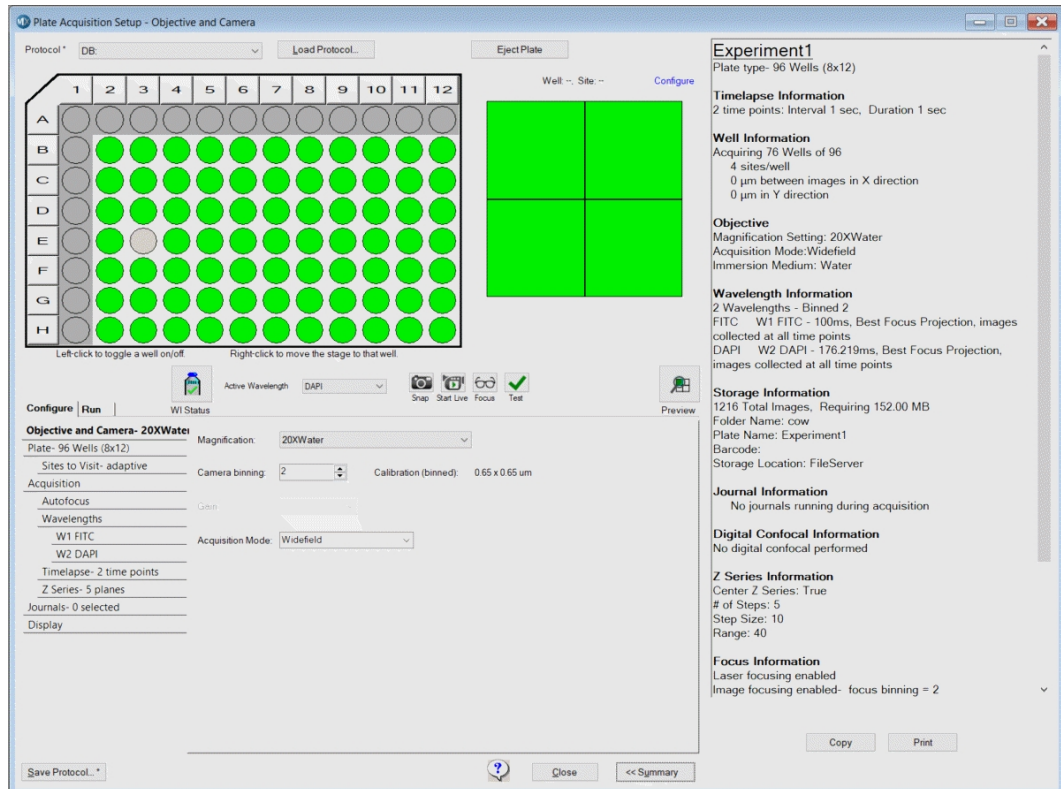 Plate Acquisition Setup - Objective and Camera
Protocol * DB: Load Protocol... Eject Plate
Well: --, Site: -- Configure
1 2 3 4 5 6 7 8 9 10 11 12
A
B
C
D
E
F
G
H
Left-click to toggle a well on/off. Right-click to move the stage to that well.
WI Status
Active Wavelength DAPI
Snap Start Live Focus Test
Preview
Configure Run
Objective and Camera- 20XWater
Plate- 96 Wells (8x12)
Sites to Visit- adaptive
Acquisition
Autofocus
Wavelengths
W1 FITC
W2 DAPI
Timelapse- 2 time points
Z Series- 5 planes
Journals- 0 selected
Display
Magnification: 20XWater
Camera binning: 2 Calibration (binned): 0.65 x 0.65 um
Gain
Acquisition Mode: Widefield
Save Protocol... * ? Close << Summary
Experiment1
Plate type- 96 Wells (8x12)
Timelapse Information
2 time points: Interval 1 sec, Duration 1 sec
Well Information
Acquiring 76 Wells of 96
4 sites/well
0 µm between images in X direction
0 µm in Y direction
Objective
Magnification Setting: 20XWater
Acquisition Mode:Widefield
Immersion Medium: Water
Wavelength Information
2 Wavelengths - Binned 2
FITC W1 FITC - 100ms, Best Focus Projection, images
collected at all time points
DAPI W2 DAPI - 176.219ms, Best Focus Projection,
images collected at all time points
Storage Information
1216 Total Images, Requiring 152.00 MB
Folder Name: cow
Plate Name: Experiment1
Barcode:
Storage Location: FileServer
Journal Information
No journals running during acquisition
Digital Confocal Information
No digital confocal performed
Z Series Information
Center Z Series: True
# of Steps: 5
Step Size: 10
Range: 40
Focus Information
Laser focusing enabled
Image focusing enabled- focus binning = 2
Copy Print